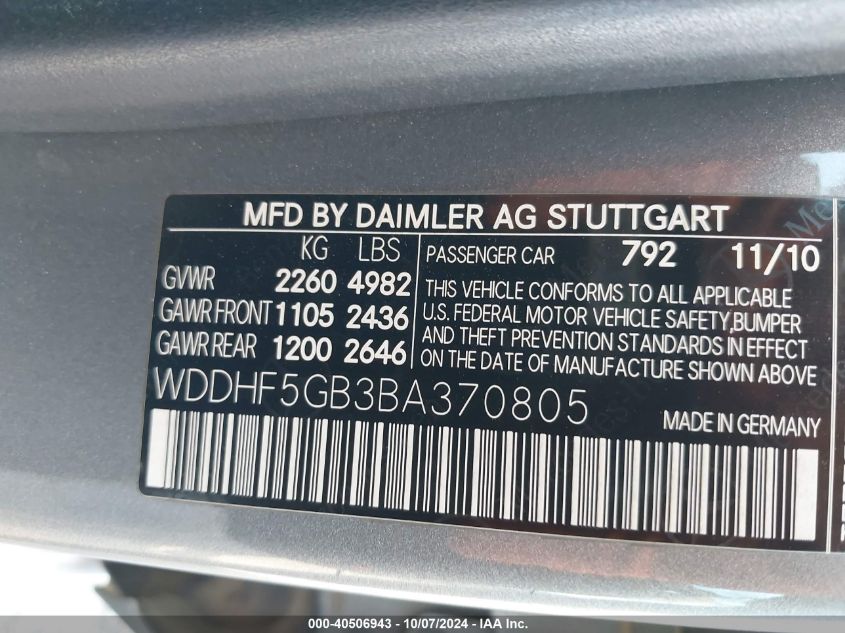 MFD BY DAIMLER AG STUTTGART
KG LBS
GVWR 2260 4982
GAWR FRONT 1105 2436
GAWR REAR 1200 2646
PASSENGER CAR 792 11/10
THIS VEHICLE CONFORMS TO ALL APPLICABLE
U.S. FEDERAL MOTOR VEHICLE SAFETY,BUMPER
AND THEFT PREVENTION STANDARDS IN EFFECT
ON THE DATE OF MANUFACTURE SHOWN ABOVE
WDDHF5GB3BA370805
MADE IN GERMANY
000-40506943 - 10/07/2024 - IAA Inc.